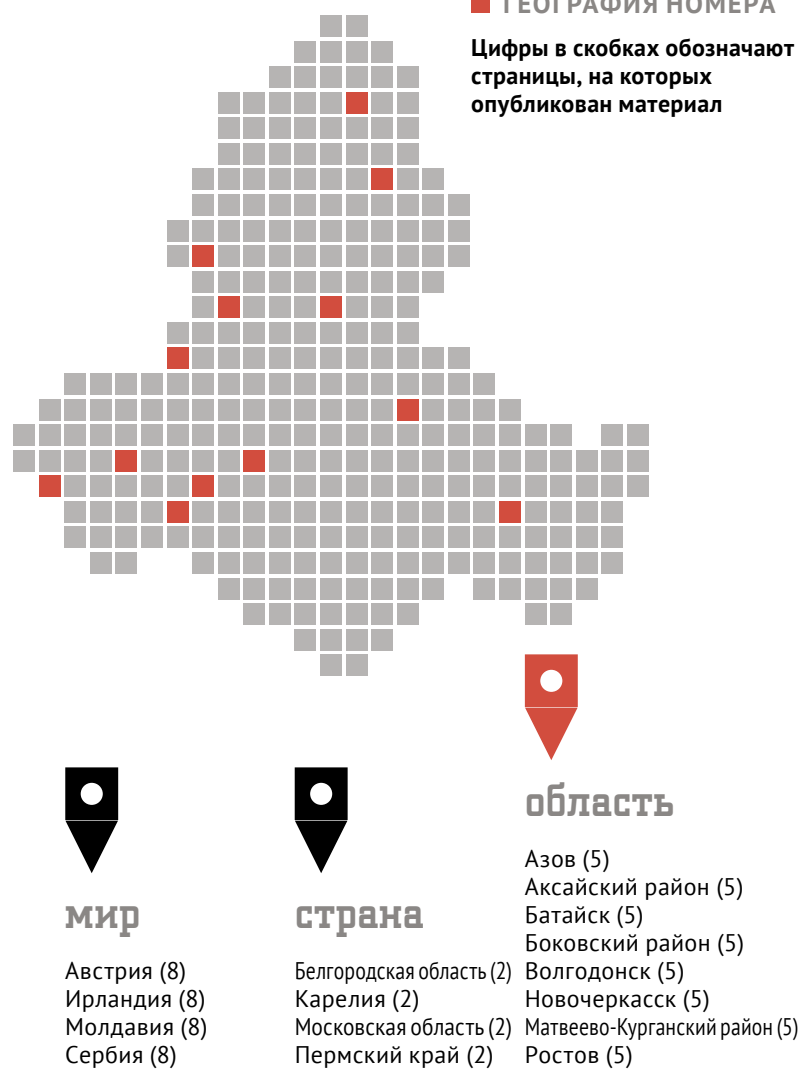 ГЕОГРАФИЯ НОМЕРА
Цифры в скобках обозначают
страницы, на которых
опубликован материал
мир
Австрия (8)
Ирландия (8)
Молдавия (8)
Сербия (8)
страна
Белгородская область (2)
Карелия (2)
Московская область (2)
Пермский край (2)
область
Азов (5)
Аксайский район (5)
Батайск (5)
Боковский район (5)
Волгодонск (5)
Новочеркасск (5)
Матвеево-Курганский район (5)
Ростов (5)